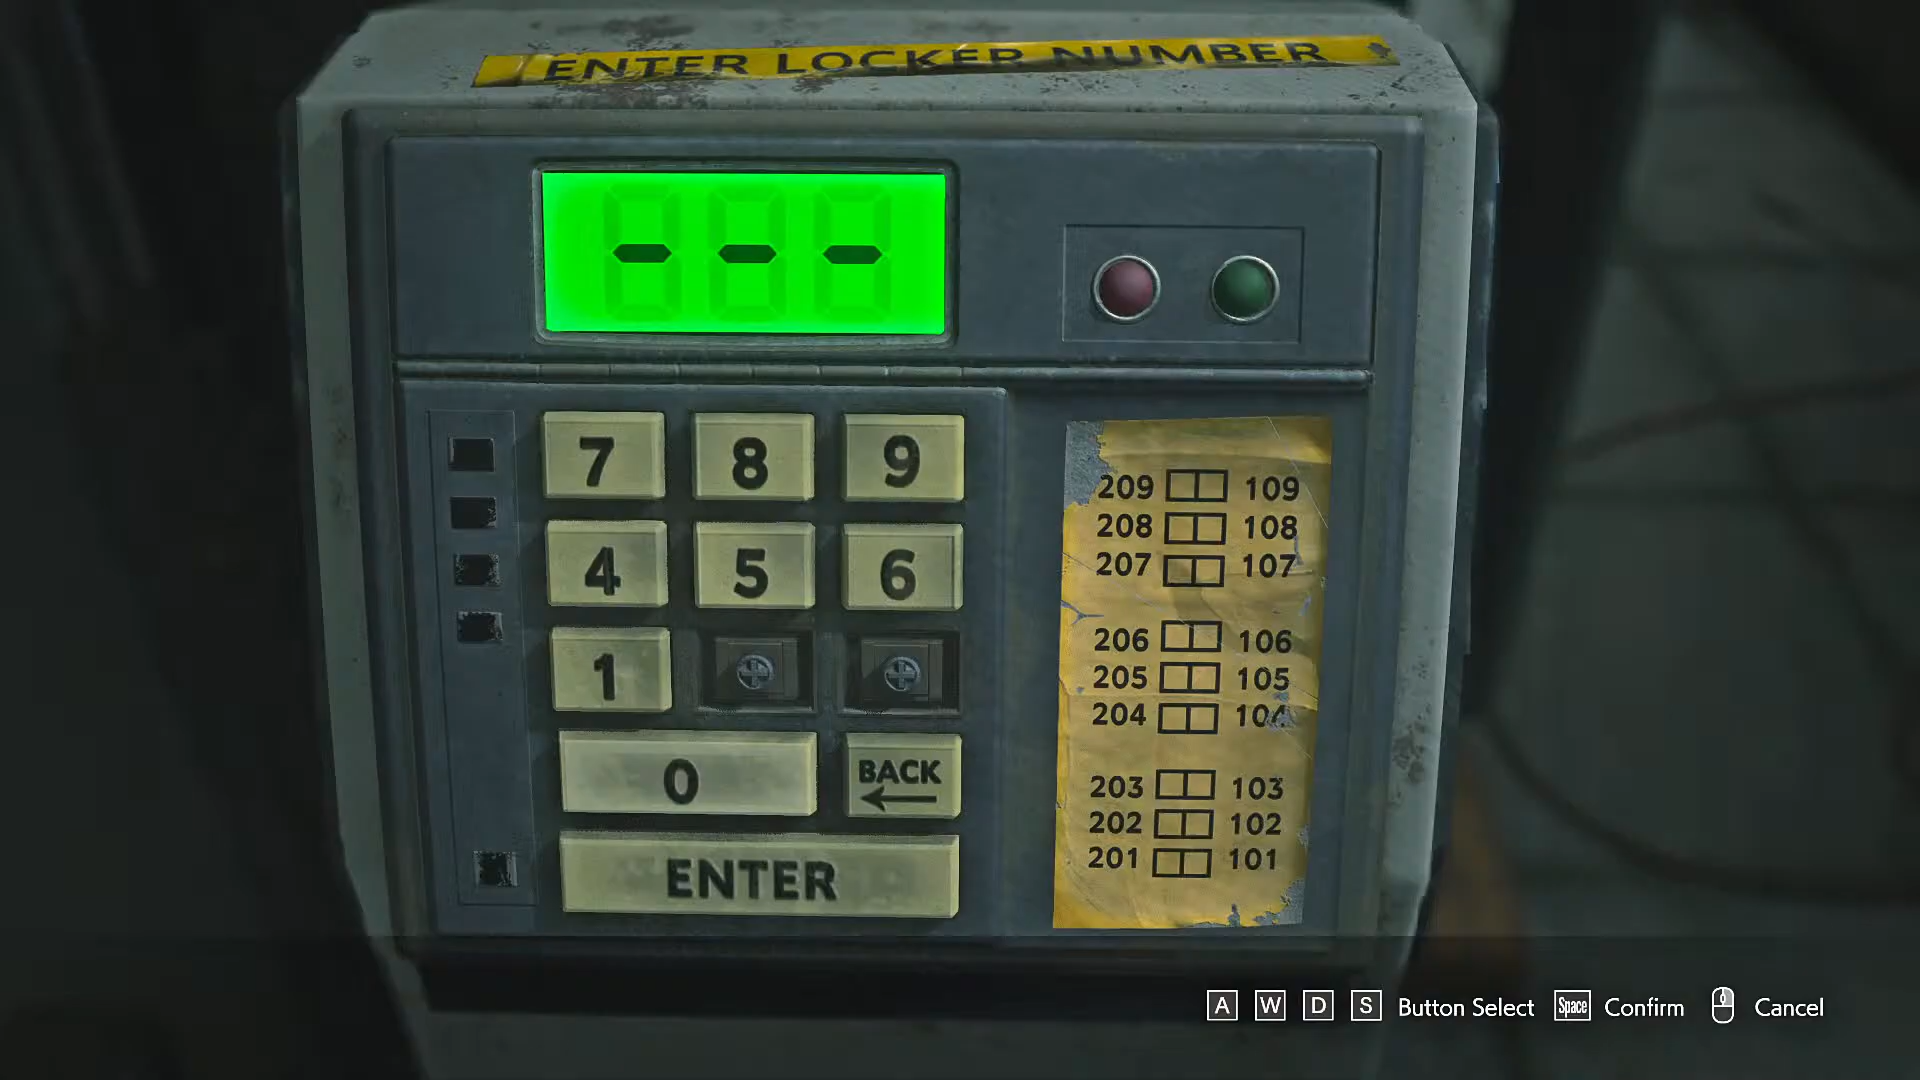 ENTER LOCKER NUMBER
7 8 9
4 5 6
1
0 BACK
ENTER
209 109
208 108
207 107
206 106
205 105
204 104
203 103
202 102
201 101
A W D S Button Select Space Confirm Cancel